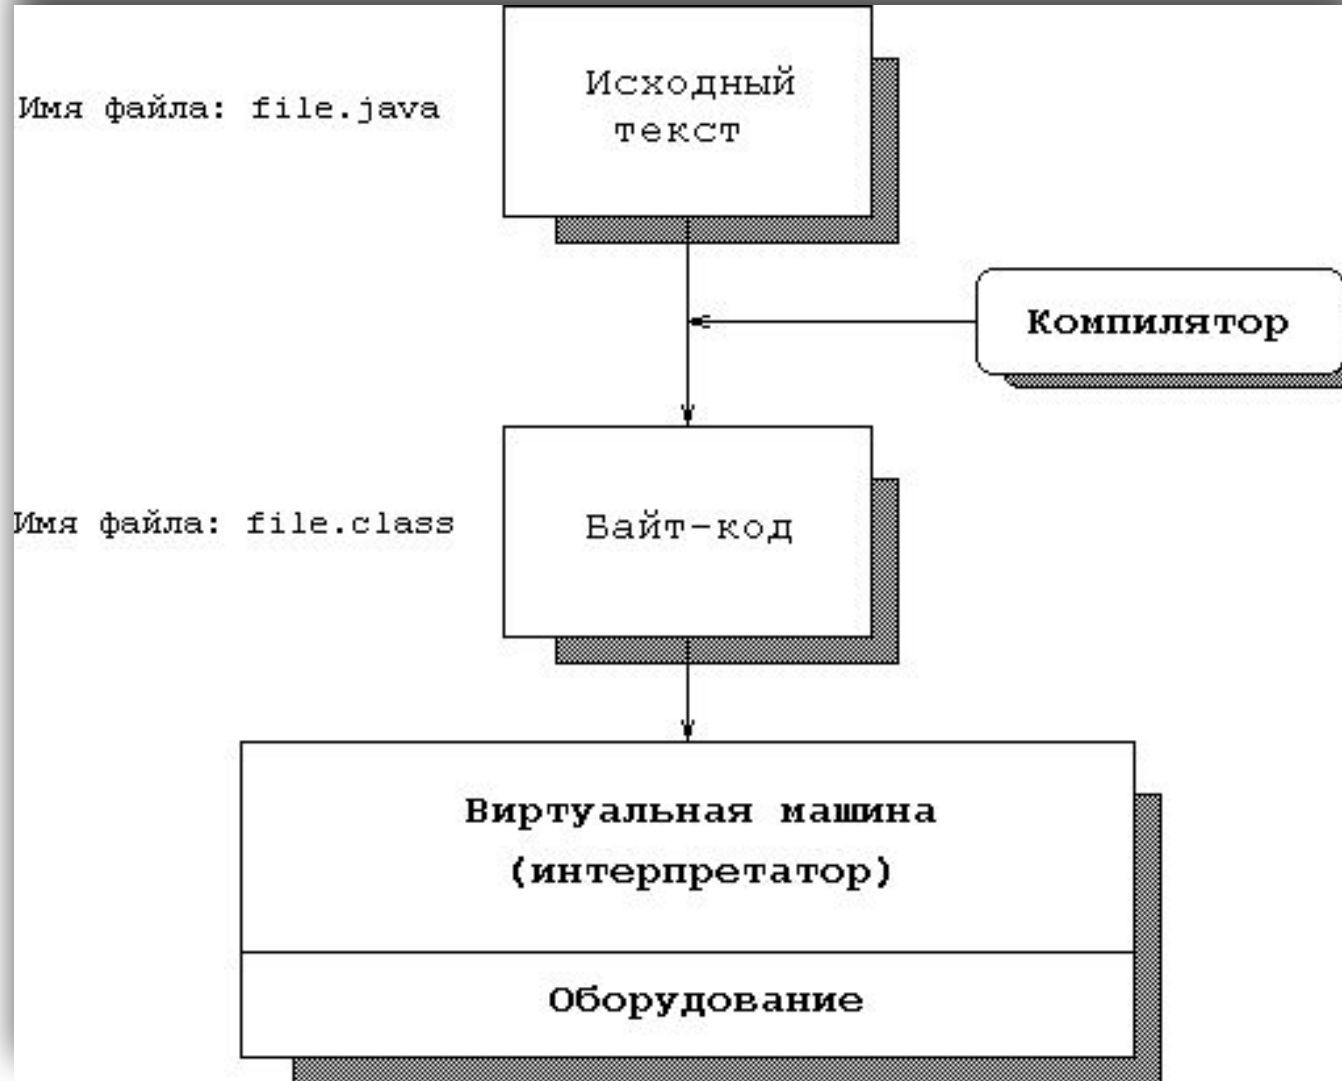 Исходный
текст
Имя файла: file.java
Компилятор
Имя файла: file.class
Байт-код
Виртуальная машина
(интерпретатор)
Оборудование